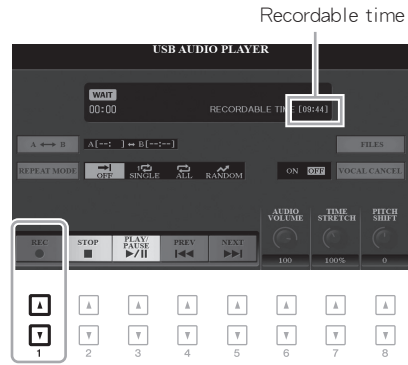 Recordable time
USB AUDIO PLAYER
WAIT
00:00 RECORDABLE TIME [09:44]
A ↔ B A[--: ] ↔ B[--:--] FILES
REPEAT MODE OFF SINGLE ALL RANDOM ON OFF VOCAL CANCEL
AUDIO VOLUME TIME STRETCH PITCH SHIFT
REC STOP PLAY/PAUSE PREV NEXT
100 100% 0
1 2 3 4 5 6 7 8